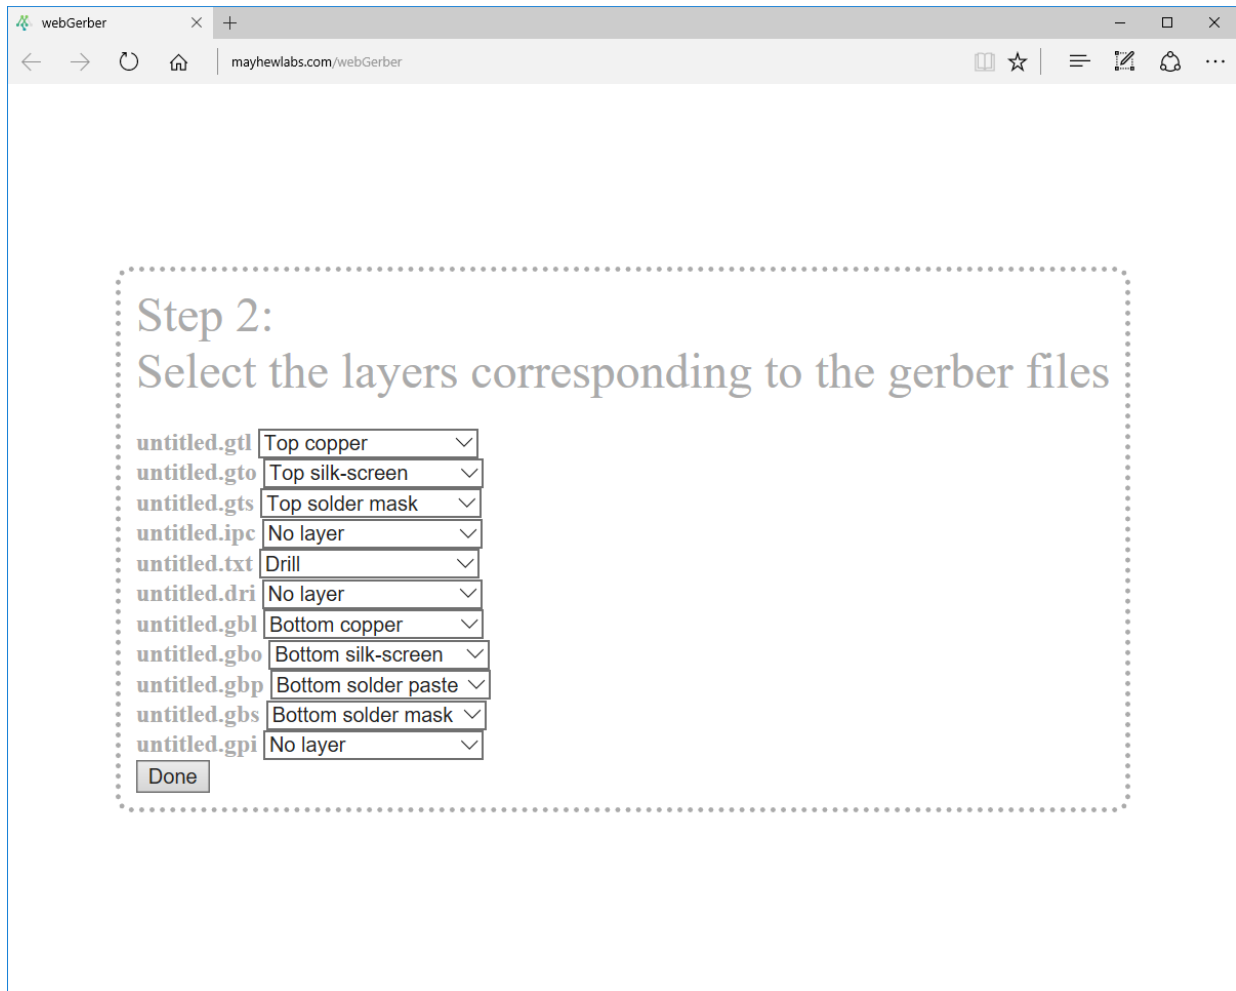 webGerber
mayhewlabs.com/webGerber
Step 2:
Select the layers corresponding to the gerber files
untitled.gtl Top copper
untitled.gto Top silk-screen
untitled.gts Top solder mask
untitled.ipc No layer
untitled.txt Drill
untitled.dri No layer
untitled.gbl Bottom copper
untitled.gbo Bottom silk-screen
untitled.gbp Bottom solder paste
untitled.gbs Bottom solder mask
untitled.gpi No layer
Done